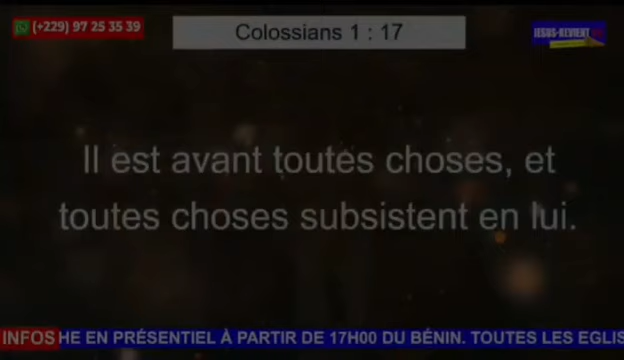 (+229) 97 25 35 39
Colossians 1 : 17
JESUS-REVIENT
Il est avant toutes choses, et
toutes choses subsistent en lui.
INFOS HE EN PRÉSENTIEL À PARTIR DE 17H00 DU BÉNIN. TOUTES LES EGLIS